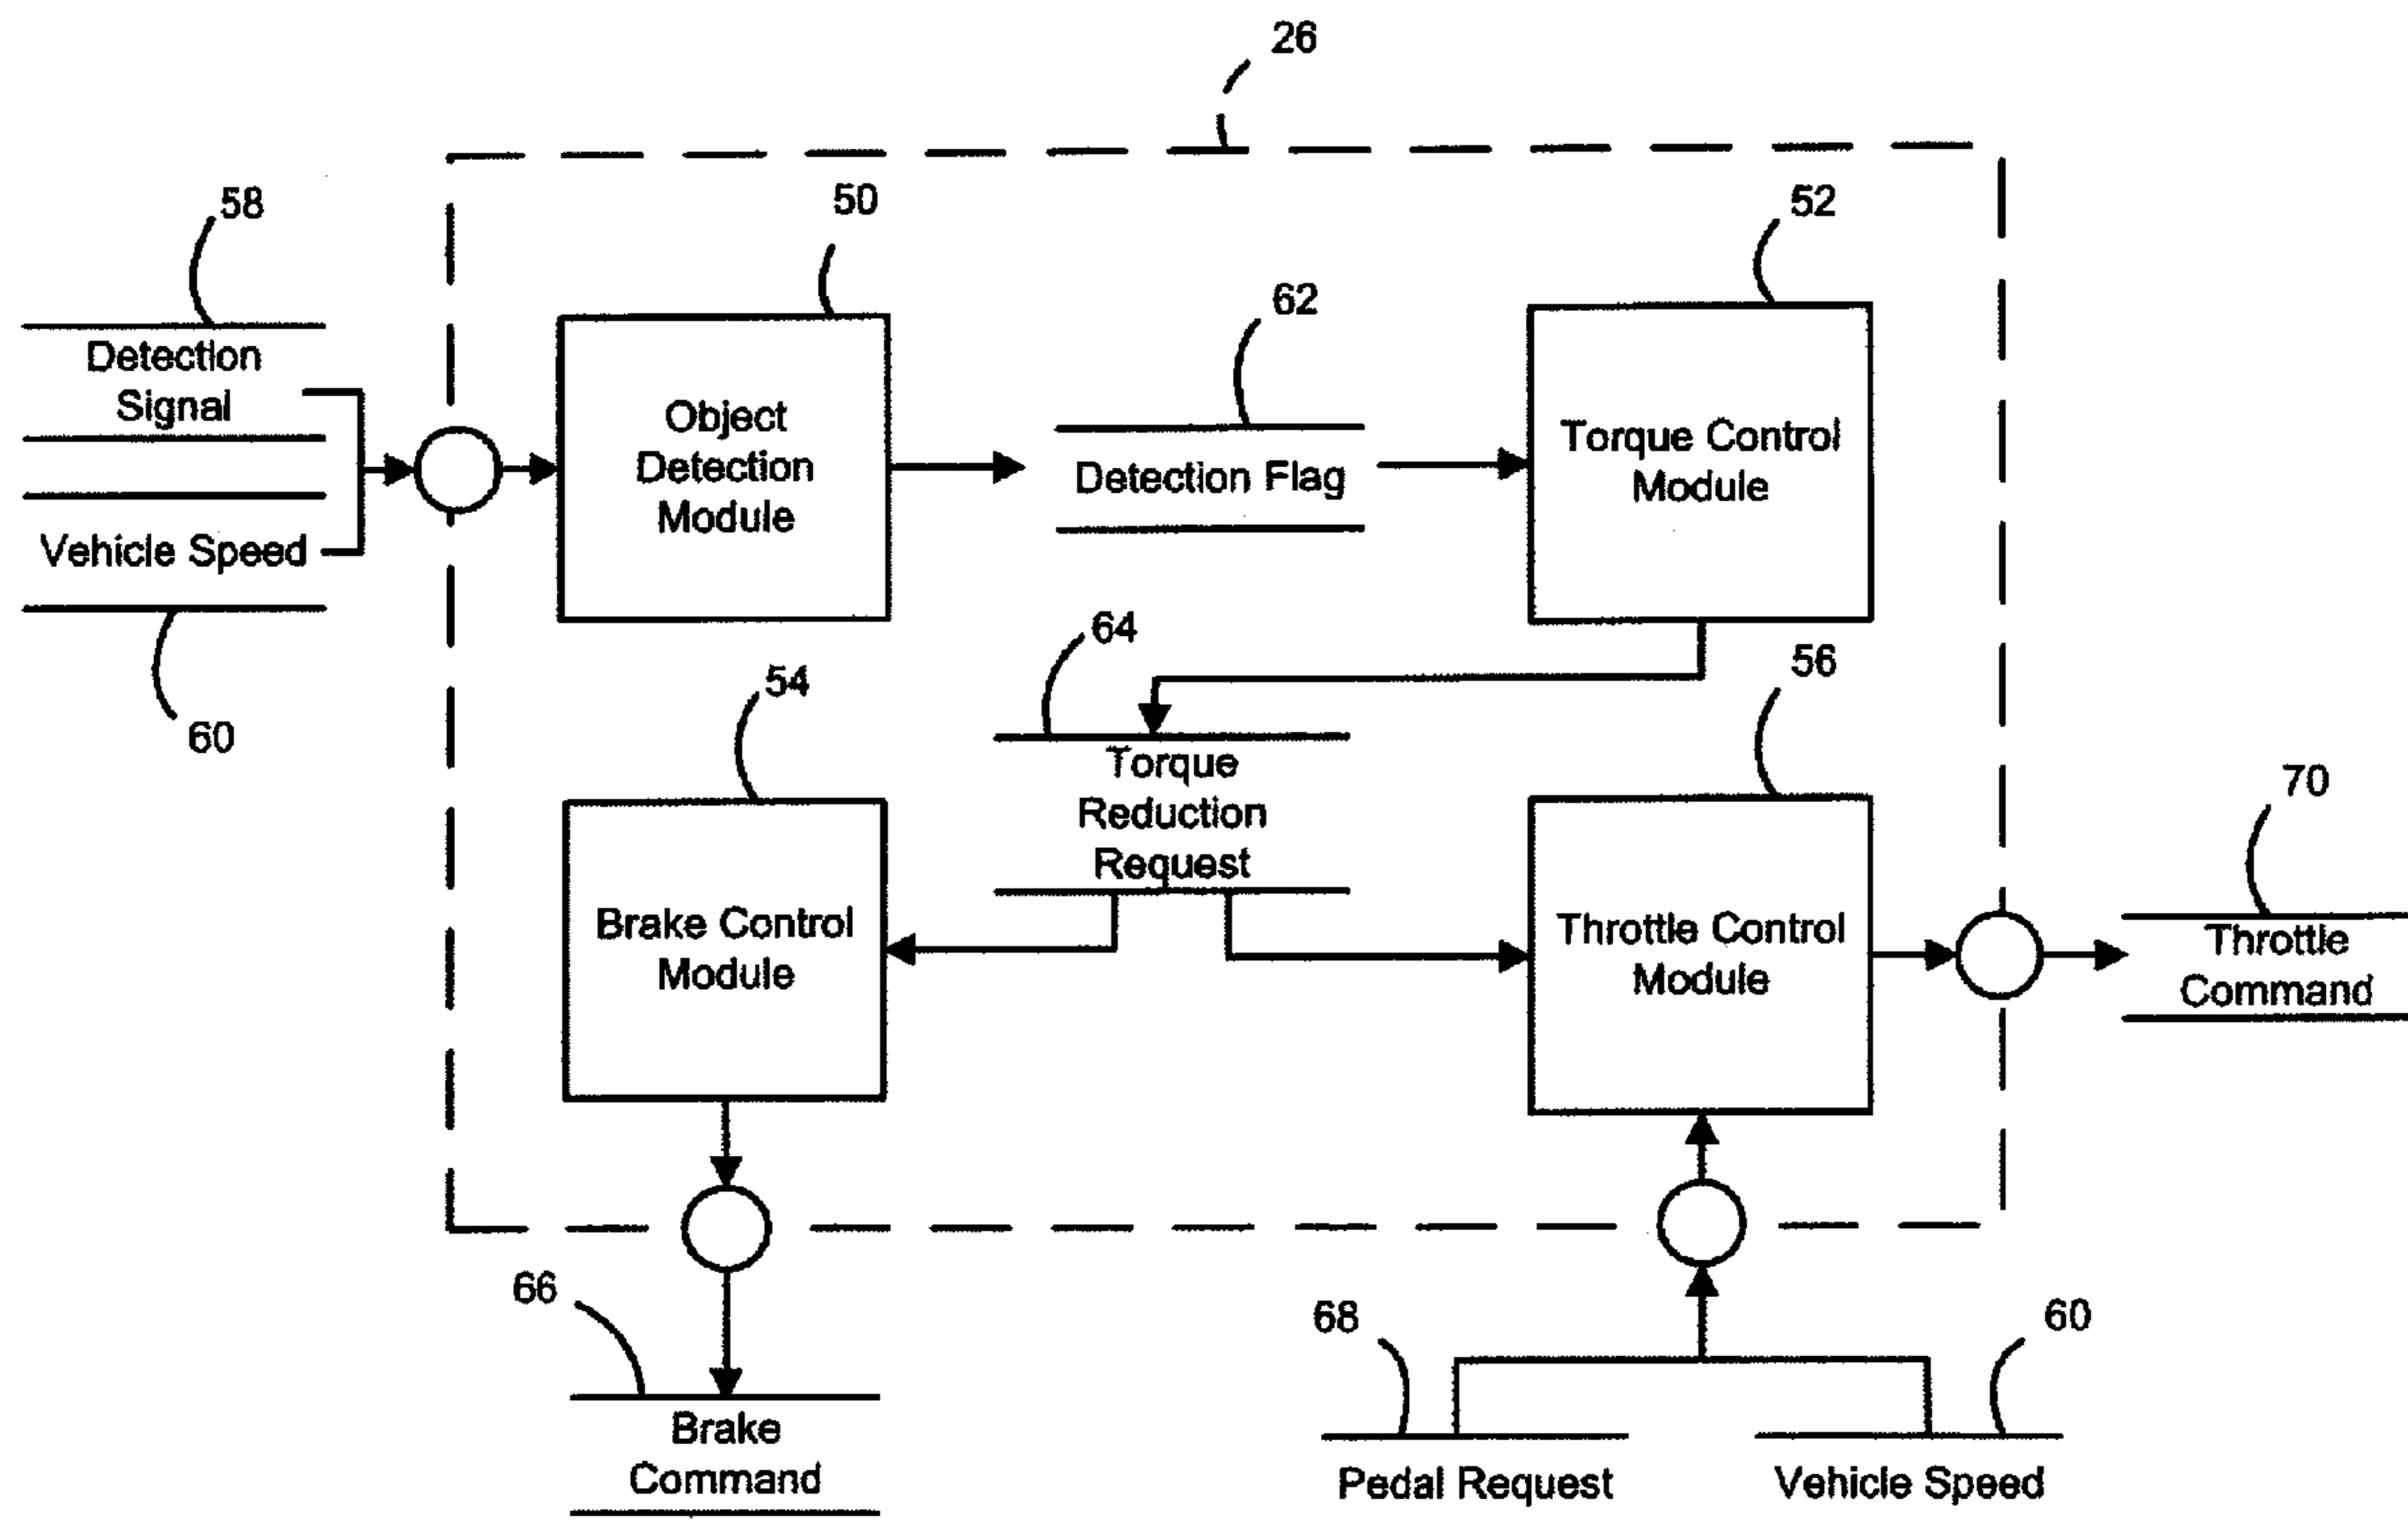 26
58
50
52
62
Detection
Signal
Object
Detection
Module
Detection Flag
Torque Control
Module
Vehicle Speed
60
64
54
56
Torque
Reduction
Request
70
Brake Control
Module
Throttle Control
Module
Throttle
Command
66
68
60
Brake
Command
Pedal Request
Vehicle Speed